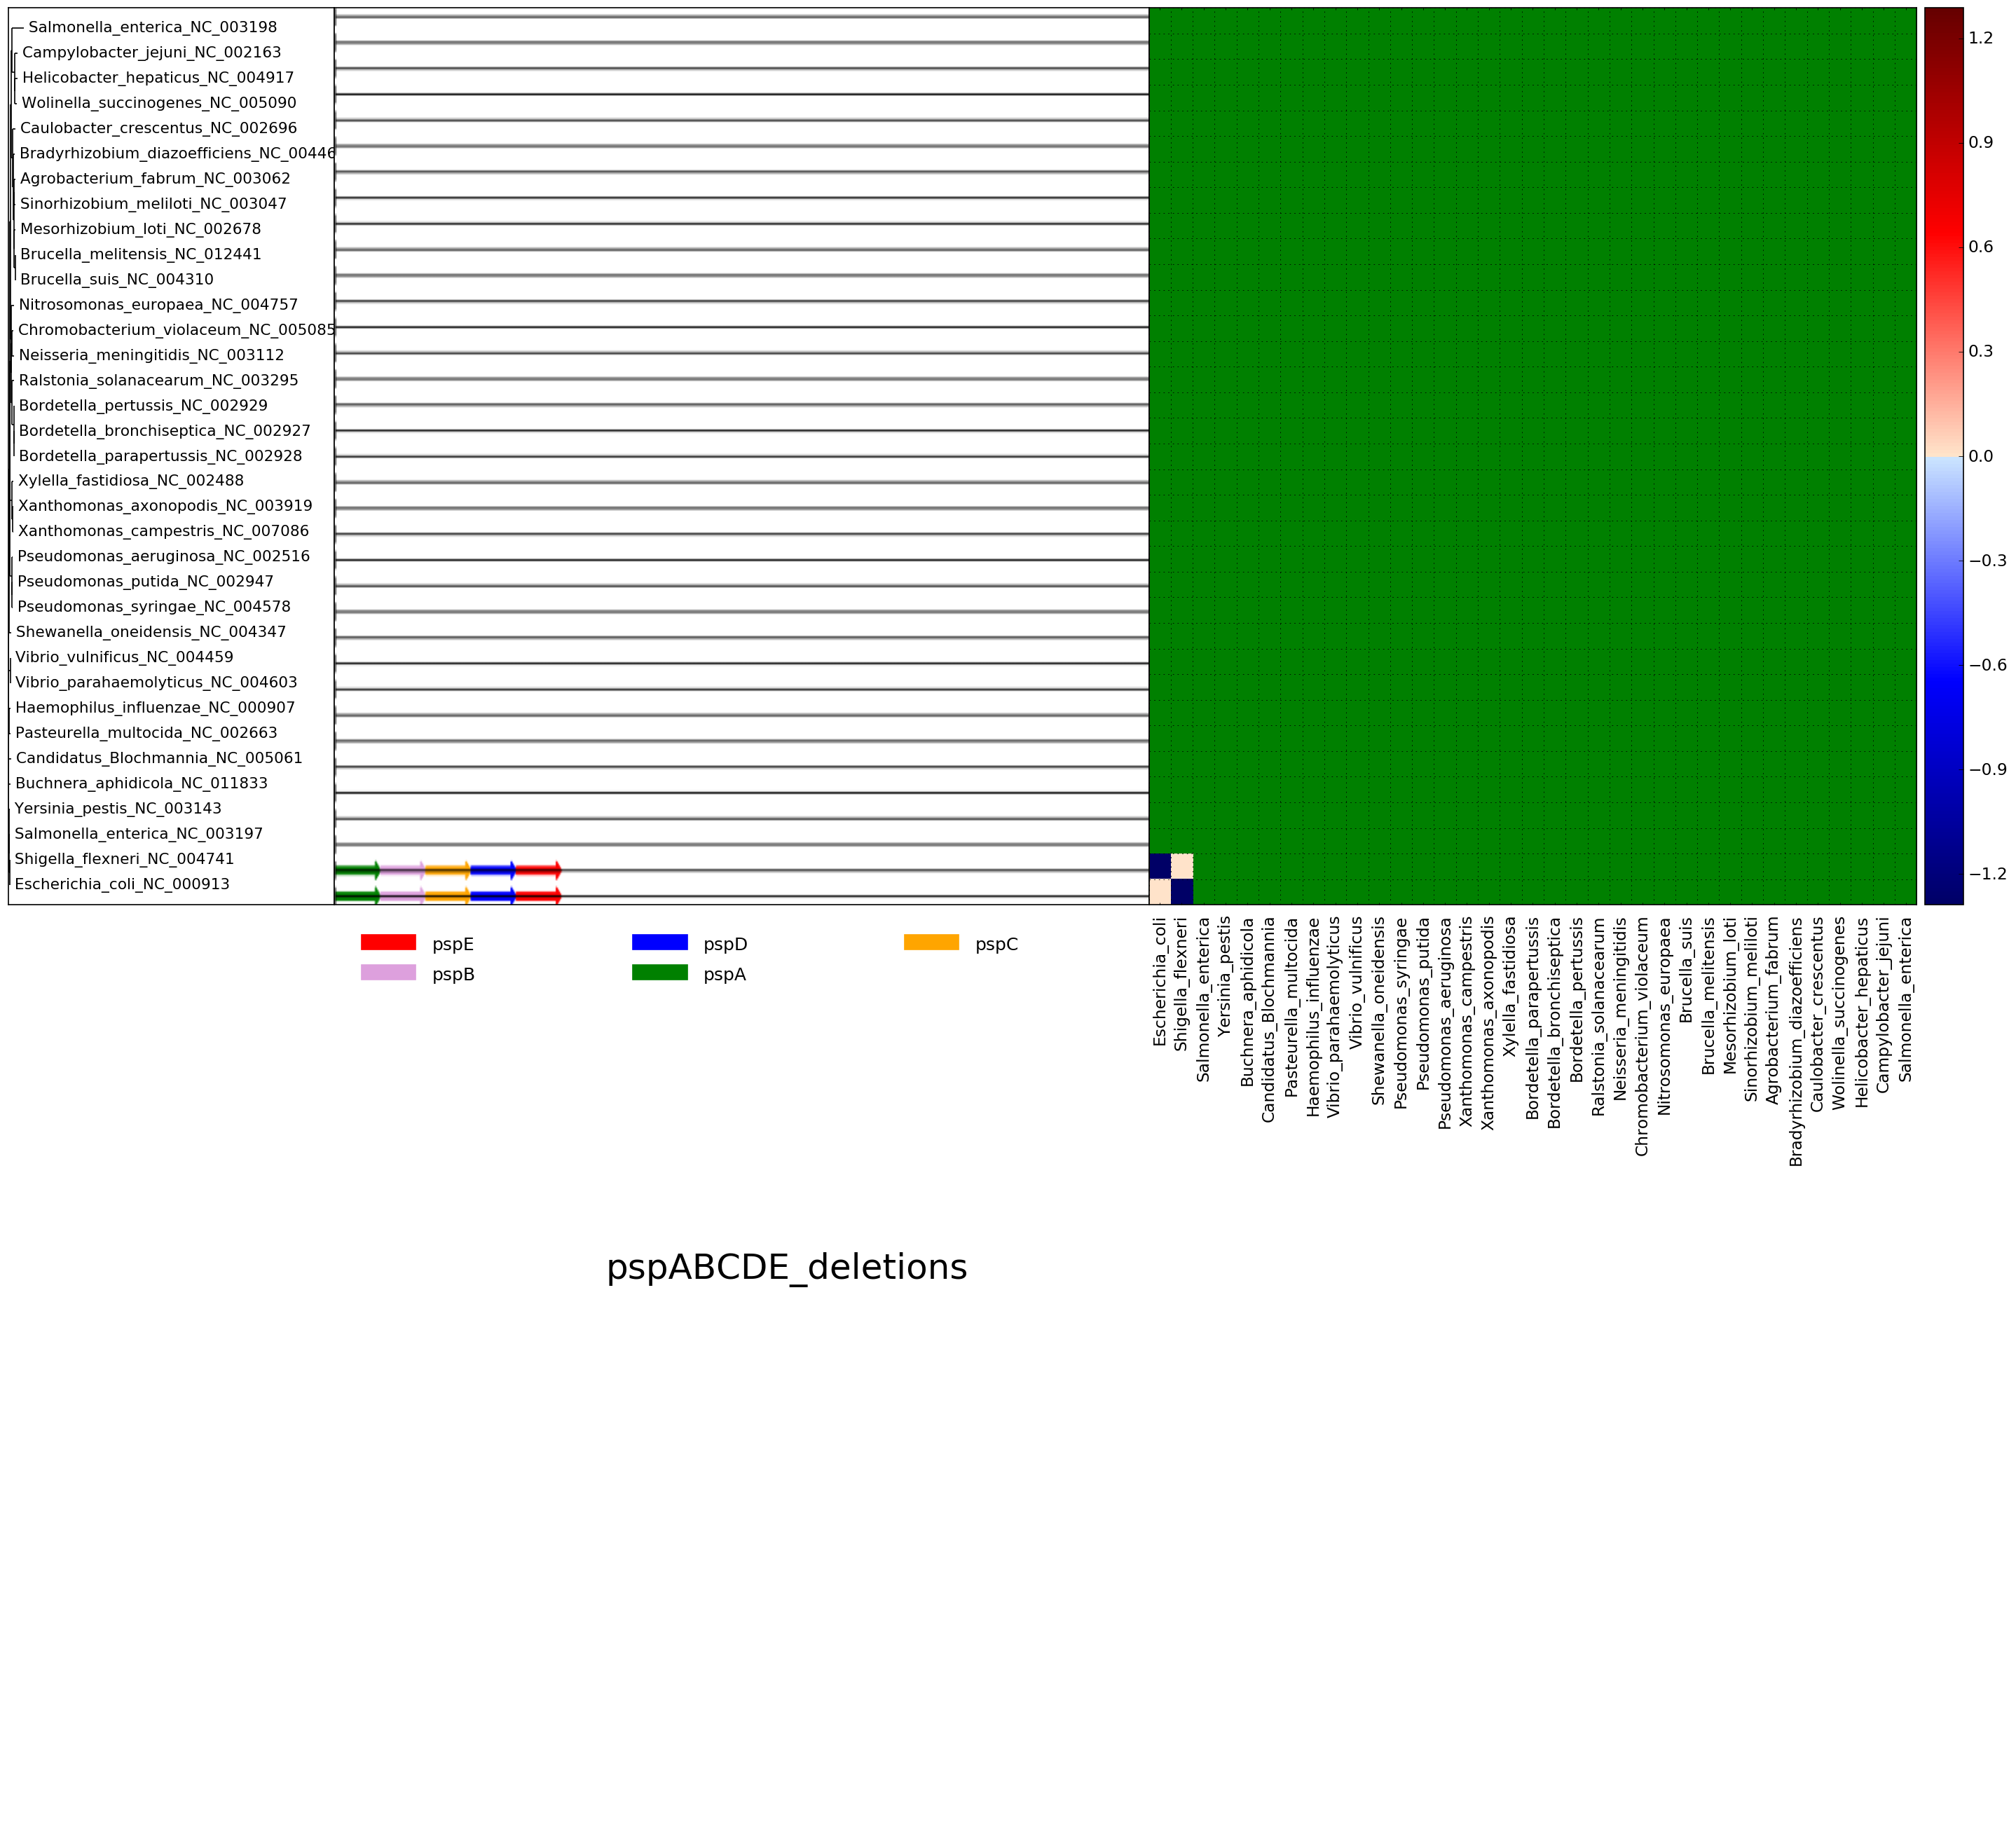 Salmonella_enterica_NC_003198
Campylobacter_jejuni_NC_002163
Helicobacter_hepaticus_NC_004917
Wolinella_succinogenes_NC_005090
Caulobacter_crescentus_NC_002696
Bradyrhizobium_diazoefficiens_NC_00446
Agrobacterium_fabrum_NC_003062
Sinorhizobium_meliloti_NC_003047
Mesorhizobium_loti_NC_002678
Brucella_melitensis_NC_012441
Brucella_suis_NC_004310
Nitrosomonas_europaea_NC_004757
Chromobacterium_violaceum_NC_005085
Neisseria_meningitidis_NC_003112
Ralstonia_solanacearum_NC_003295
Bordetella_pertussis_NC_002929
Bordetella_bronchiseptica_NC_002927
Bordetella_parapertussis_NC_002928
Xylella_fastidiosa_NC_002488
Xanthomonas_axonopodis_NC_003919
Xanthomonas_campestris_NC_007086
Pseudomonas_aeruginosa_NC_002516
Pseudomonas_putida_NC_002947
Pseudomonas_syringae_NC_004578
Shewanella_oneidensis_NC_004347
Vibrio_vulnificus_NC_004459
Vibrio_parahaemolyticus_NC_004603
Haemophilus_influenzae_NC_000907
Pasteurella_multocida_NC_002663
Candidatus_Blochmannia_NC_005061
Buchnera_aphidicola_NC_011833
Yersinia_pestis_NC_003143
Salmonella_enterica_NC_003197
Shigella_flexneri_NC_004741
Escherichia_coli_NC_000913
1.2
0.9
0.6
0.3
0.0
−0.3
−0.6
−0.9
−1.2
pspE pspD pspC
pspB pspA
Escherichia_coli
Shigella_flexneri
Salmonella_enterica
Yersinia_pestis
Buchnera_aphidicola
Candidatus_Blochmannia
Pasteurella_multocida
Haemophilus_influenzae
Vibrio_parahaemolyticus
Vibrio_vulnificus
Shewanella_oneidensis
Pseudomonas_syringae
Pseudomonas_putida
Pseudomonas_aeruginosa
Xanthomonas_campestris
Xanthomonas_axonopodis
Xylella_fastidiosa
Bordetella_parapertussis
Bordetella_bronchiseptica
Bordetella_pertussis
Ralstonia_solanacearum
Neisseria_meningitidis
Chromobacterium_violaceum
Nitrosomonas_europaea
Brucella_suis
Brucella_melitensis
Mesorhizobium_loti
Sinorhizobium_meliloti
Agrobacterium_fabrum
Bradyrhizobium_diazoefficiens
Caulobacter_crescentus
Wolinella_succinogenes
Helicobacter_hepaticus
Campylobacter_jejuni
Salmonella_enterica
pspABCDE_deletions